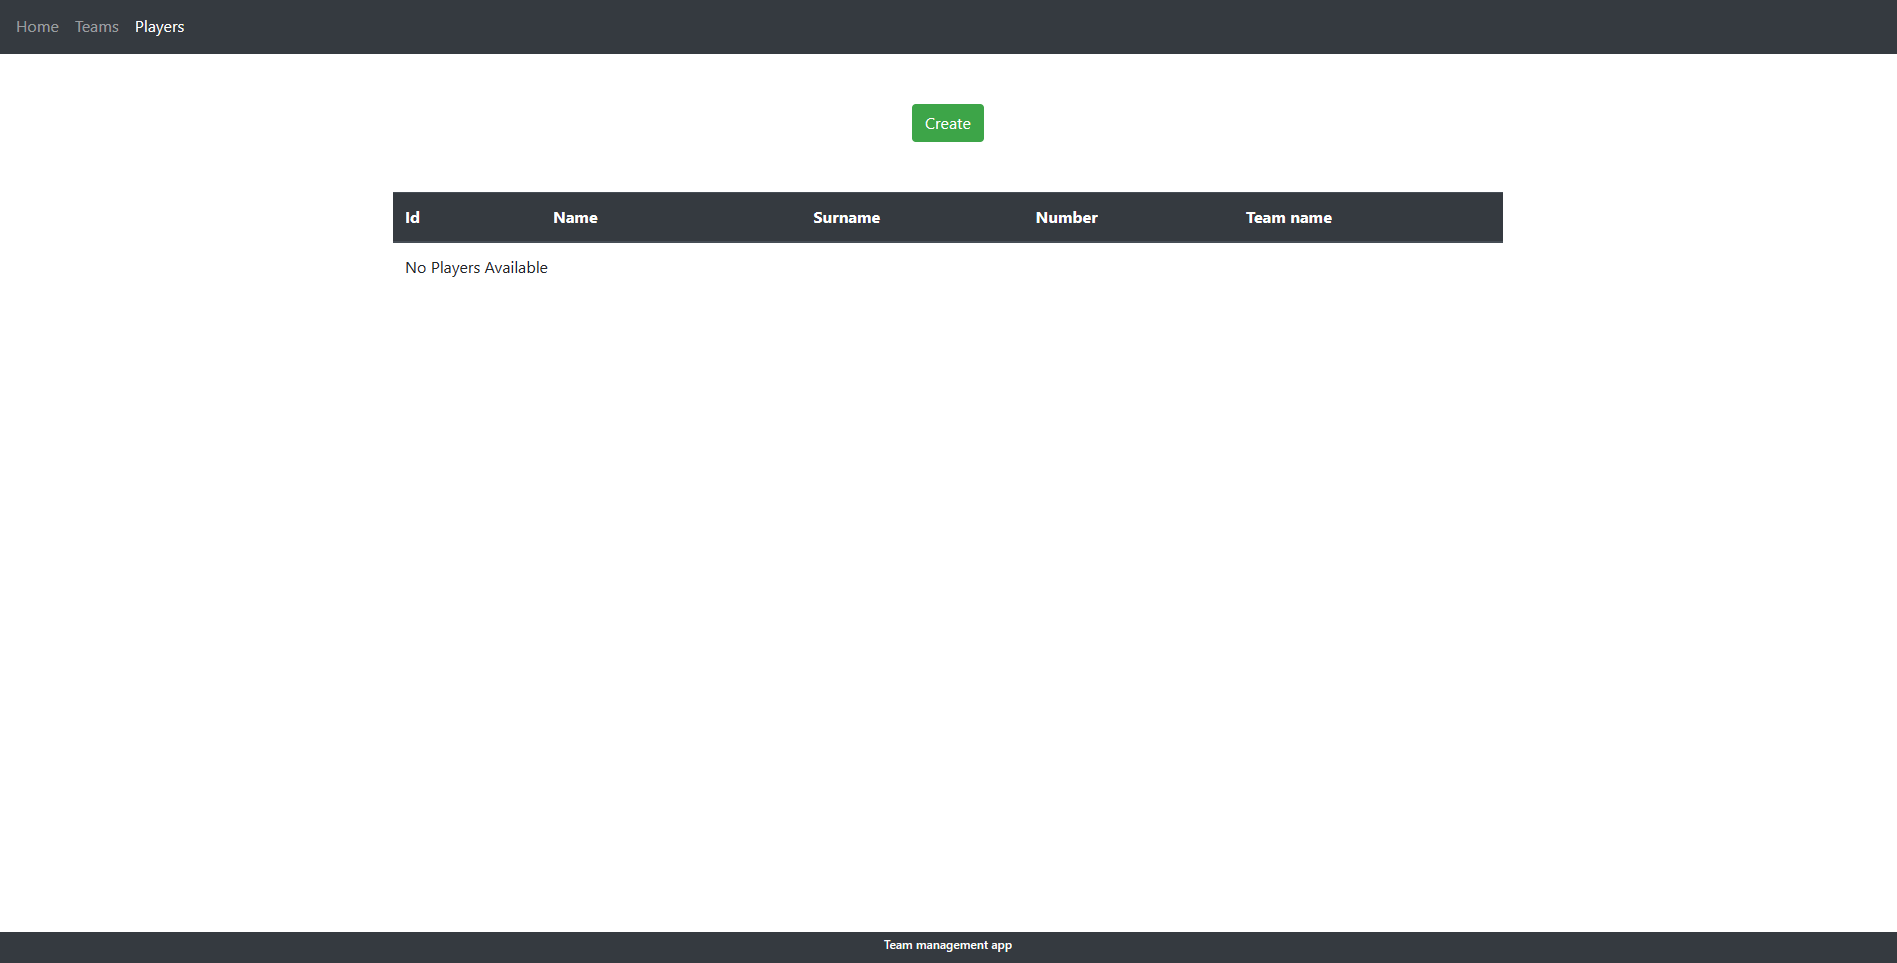 Home Teams Players
Create
Id Name Surname Number Team name
No Players Available
Team management app